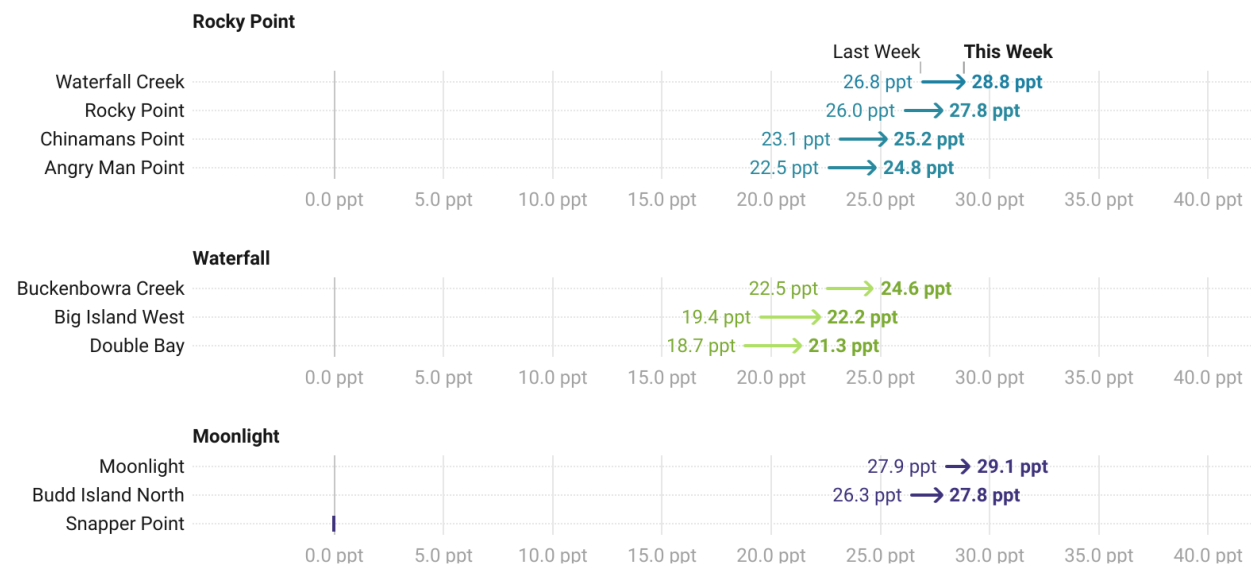 Rocky Point
Last Week This Week
Waterfall Creek 26.8 ppt 28.8 ppt
Rocky Point 26.0 ppt 27.8 ppt
Chinamans Point 23.1 ppt 25.2 ppt
Angry Man Point 22.5 ppt 24.8 ppt
0.0 ppt 5.0 ppt 10.0 ppt 15.0 ppt 20.0 ppt 25.0 ppt 30.0 ppt 35.0 ppt 40.0 ppt
Waterfall
Buckenbowra Creek 22.5 ppt 24.6 ppt
Big Island West 19.4 ppt 22.2 ppt
Double Bay 18.7 ppt 21.3 ppt
0.0 ppt 5.0 ppt 10.0 ppt 15.0 ppt 20.0 ppt 25.0 ppt 30.0 ppt 35.0 ppt 40.0 ppt
Moonlight
Moonlight 27.9 ppt 29.1 ppt
Budd Island North 26.3 ppt 27.8 ppt
Snapper Point
0.0 ppt 5.0 ppt 10.0 ppt 15.0 ppt 20.0 ppt 25.0 ppt 30.0 ppt 35.0 ppt 40.0 ppt